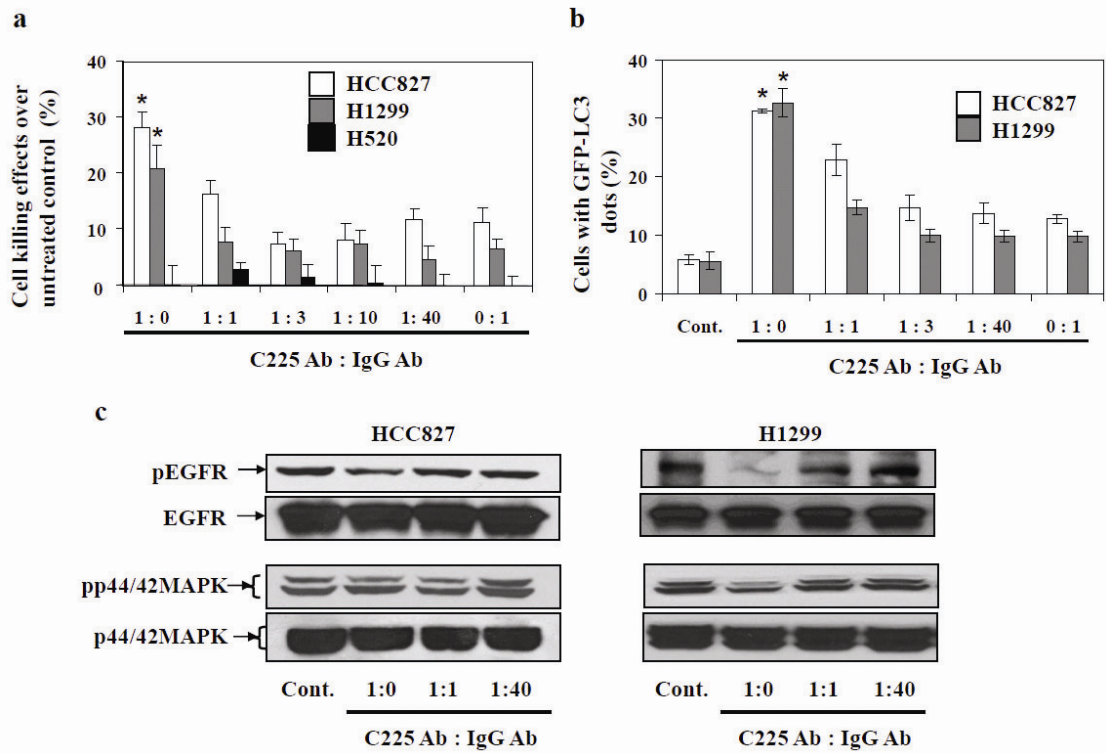 a
Cell killing effects over
untreated control (%)
40
30
20
10
0
* *
HCC827
H1299
H520
1 : 0 1 : 1 1 : 3 1 : 10 1: 40 0 : 1
C225 Ab : IgG Ab
b
Cells with GFP-LC3
dots (%)
40
30
20
10
0
* *
HCC827
H1299
Cont. 1 : 0 1 : 1 1 : 3 1 : 40 0 : 1
C225 Ab : IgG Ab
c
HCC827 H1299
pEGFR
EGFR
pp44/42MAPK
p44/42MAPK
Cont. 1:0 1:1 1:40
C225 Ab : IgG Ab
Cont. 1:0 1:1 1:40
C225 Ab : IgG Ab